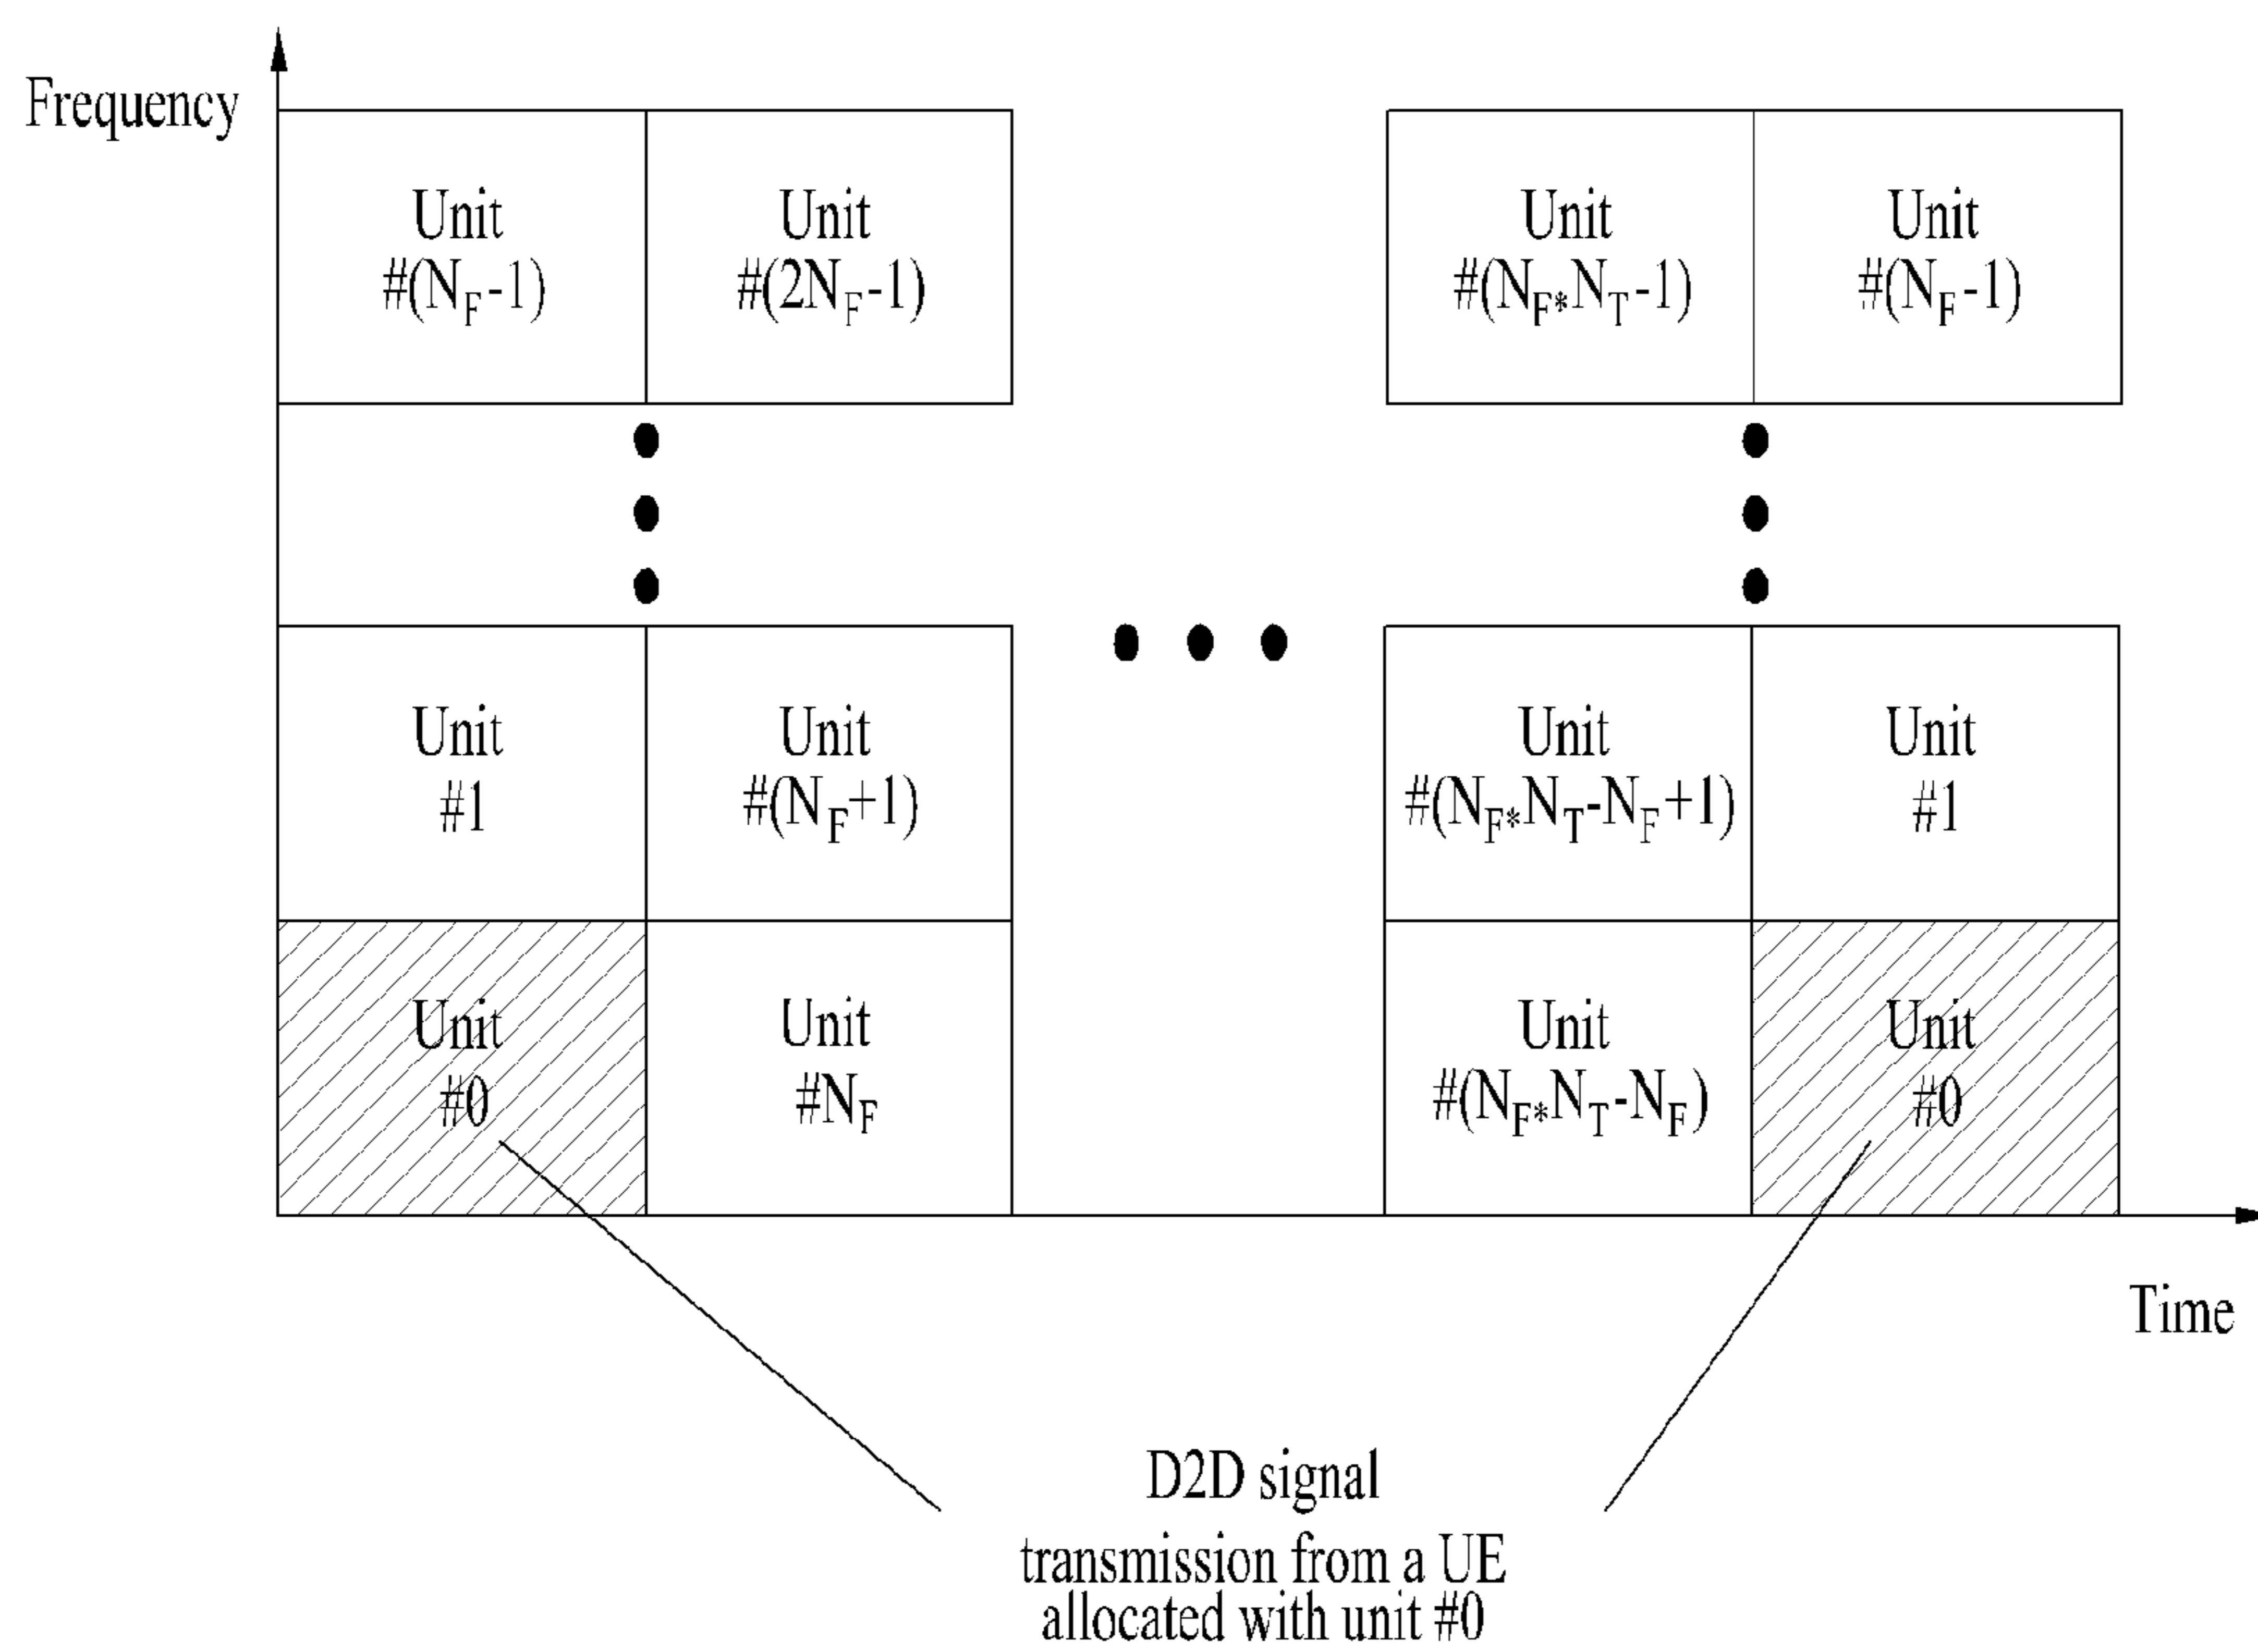 Frequency
Unit
#(N_F-1)
Unit
#(2N_F-1)
Unit
#(N_F*N_T-1)
Unit
#(N_F-1)
Unit
#1
Unit
#(N_F+1)
Unit
#(N_F*N_T-N_F+1)
Unit
#1
Unit
#0
Unit
#N_F
Unit
#(N_F*N_T-N_F)
Unit
#0
Time
D2D signal
transmission from a UE
allocated with unit #0